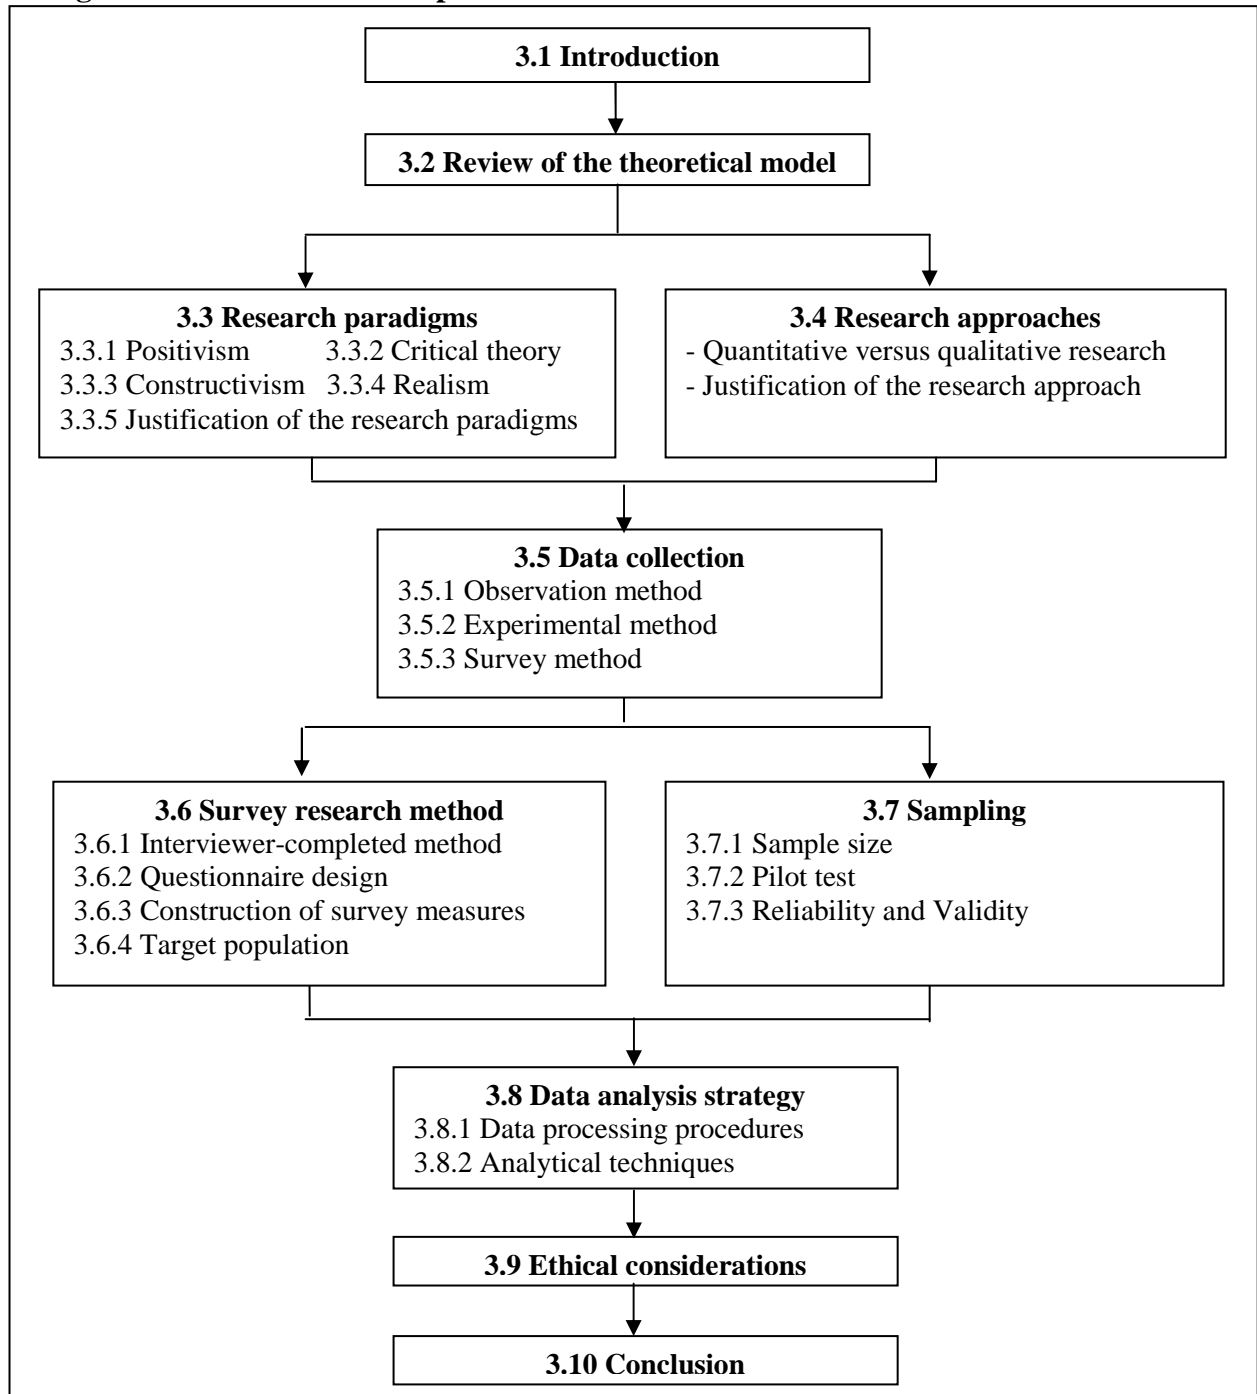 3.1 Introduction
3.2 Review of the theoretical model
3.3 Research paradigms
3.3.1 Positivism 3.3.2 Critical theory
3.3.3 Constructivism 3.3.4 Realism
3.3.5 Justification of the research paradigms
3.4 Research approaches
- Quantitative versus qualitative research
- Justification of the research approach
3.5 Data collection
3.5.1 Observation method
3.5.2 Experimental method
3.5.3 Survey method
3.6 Survey research method
3.6.1 Interviewer-completed method
3.6.2 Questionnaire design
3.6.3 Construction of survey measures
3.6.4 Target population
3.7 Sampling
3.7.1 Sample size
3.7.2 Pilot test
3.7.3 Reliability and Validity
3.8 Data analysis strategy
3.8.1 Data processing procedures
3.8.2 Analytical techniques
3.9 Ethical considerations
3.10 Conclusion